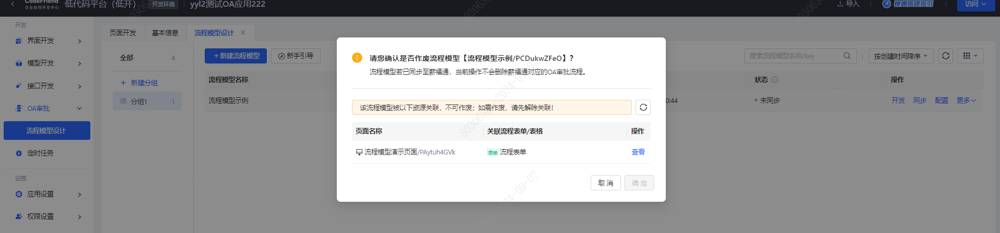 CodeFriend
企业应用开发中心
低代码平台（低开）
开发环境
yyl2测试OA应用222
导入
快速搭建指引
访问
开发
界面开发
模型开发
接口开发
OA审批
流程模型设计
定时任务
设置
应用设置
权限设置
页面开发
基本信息
流程模型设计
全部 4
+ 新建分组
分组1 1
+ 新建流程模型
新手引导
搜索流程模型名称/key
按创建时间降序
流程模型名称
状态
操作
流程模型示例
0:44
未同步
开发 同步 配置 更多
请您确认是否作废流程模型【流程模型示例/PCDukwZFeO】？
流程模型若已同步至薪福通，当前操作不会删除薪福通对应的OA审批流程。
该流程模型被以下资源关联，不可作废；如需作废，请先解除关联！
页面名称 关联流程表单/表格 操作
流程模型演示页面/PAytuh4GVk 表单 流程表单 查看
取消 确定